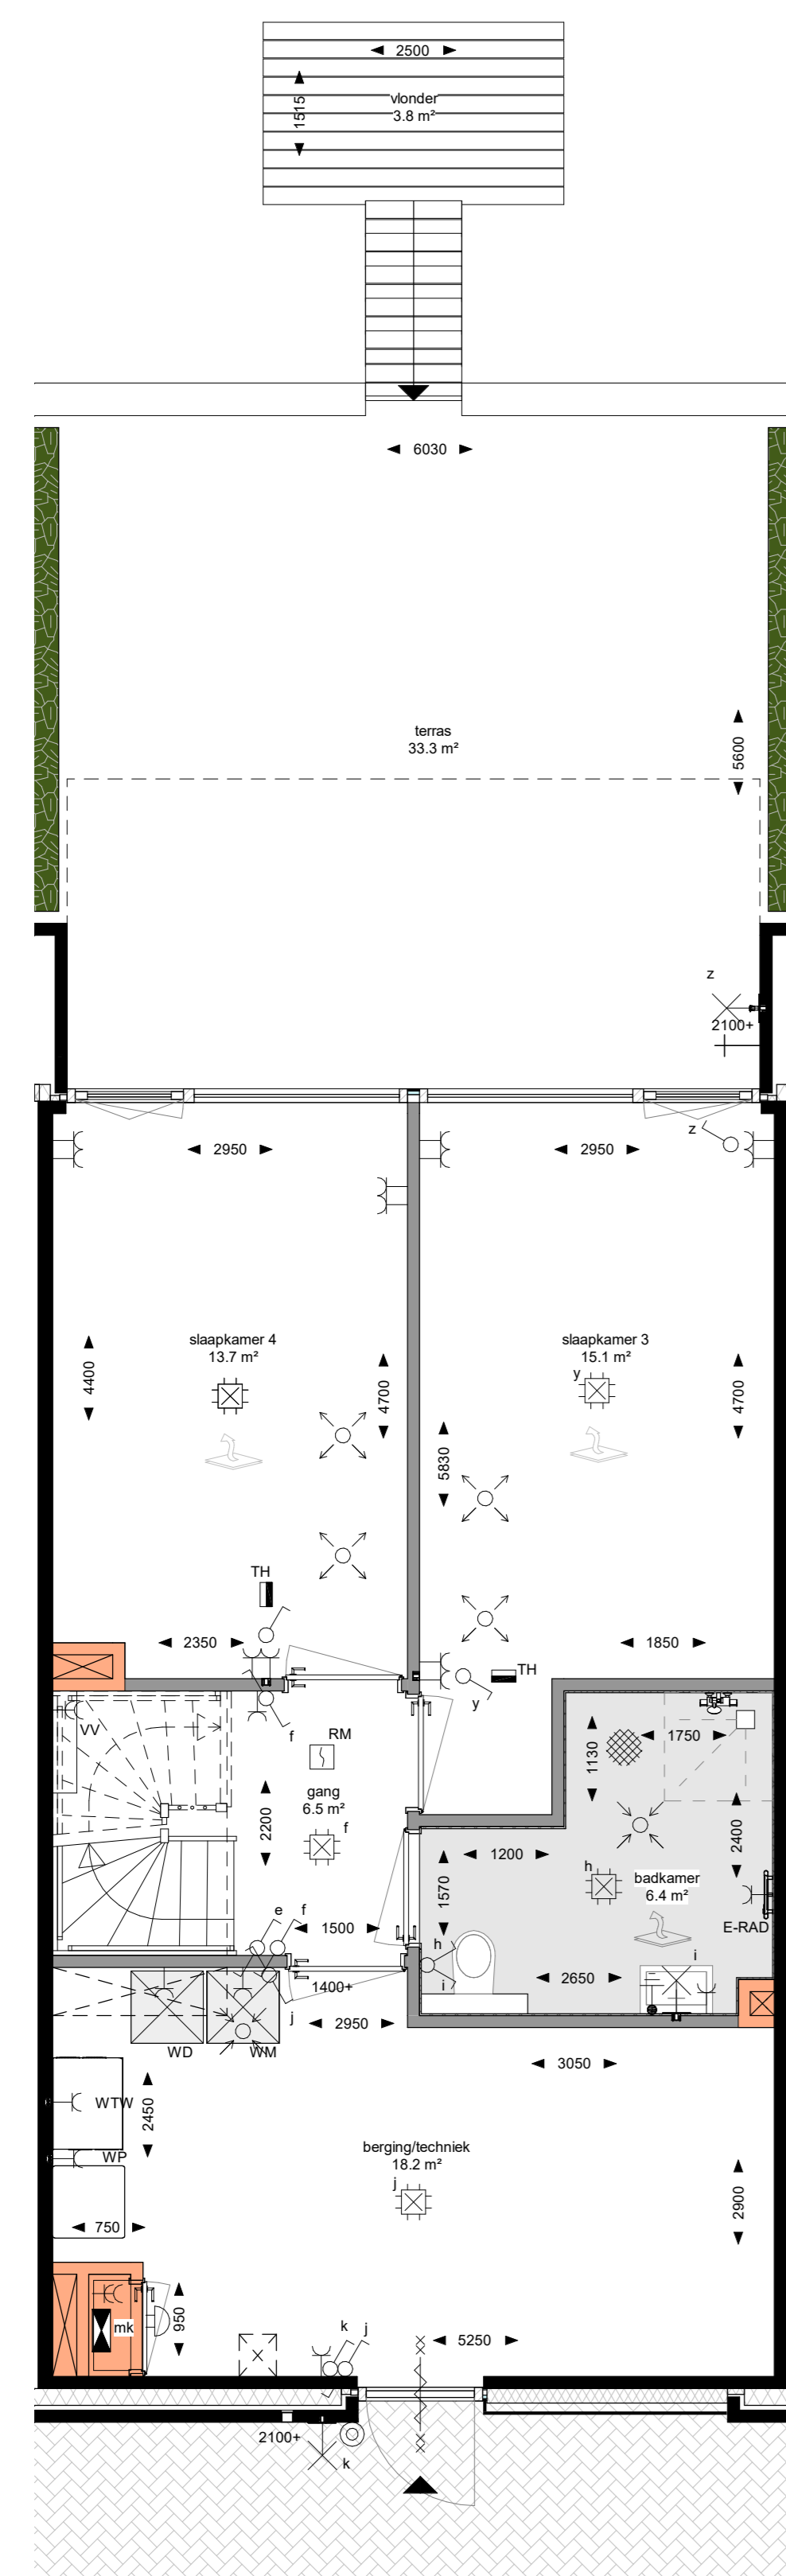 2500
1515
vlonder
3.8 m²
6030
terras
33.3 m²
5600
z
2100+
2950
2950
z
slaapkamer 4
13.7 m²
slaapkamer 3
15.1 m²
y
4400
4700
4700
5830
TH
2350
1850
TH
y
VV
f
RM
1750
1130
gang
6.5 m²
f
2200
2400
1200
h
badkamer
6.4 m²
1570
e f
1500
E-RAD
h
i
i
1400+
2650
j
2950
WD
WM
3050
WTW
2450
WP
berging/techniek
18.2 m²
j
2900
750
mk
950
k j
5250
2100+
k